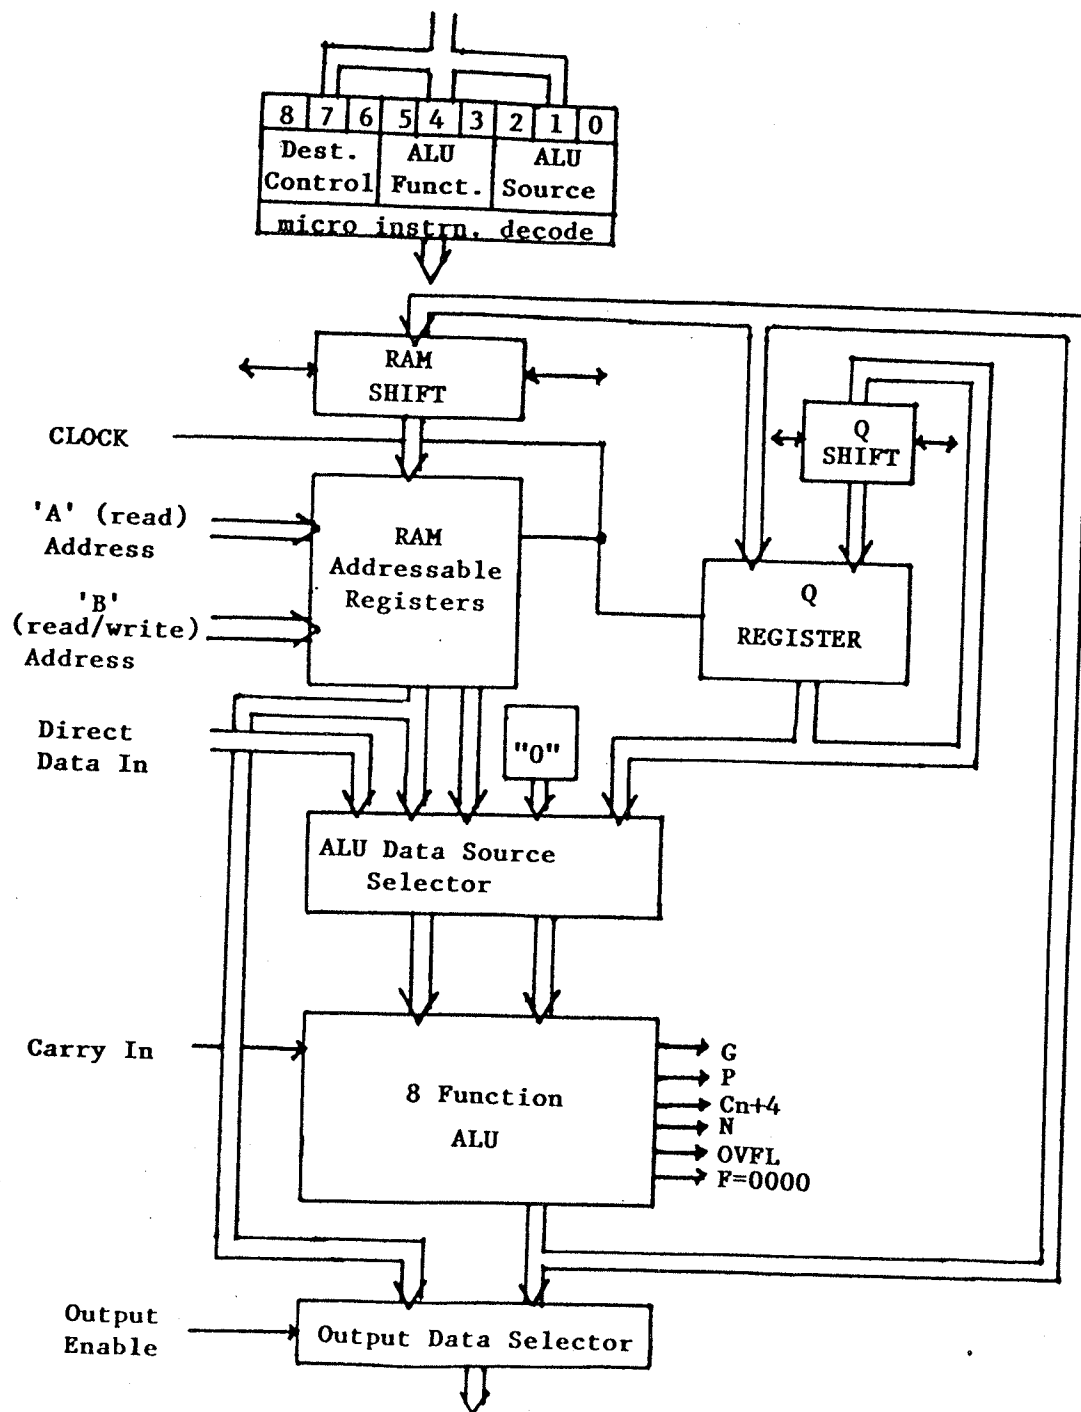 8 7 6 5 4 3 2 1 0
Dest. ALU ALU
Control Funct. Source
micro instrn. decode
RAM
SHIFT
CLOCK
Q
SHIFT
'A' (read)
Address
RAM
Addressable
Registers
'B'
(read/write)
Address
Q
REGISTER
Direct
Data In
"0"
ALU Data Source
Selector
Carry In
8 Function
ALU
G
P
Cn+4
N
OVFL
F=0000
Output
Enable
Output Data Selector